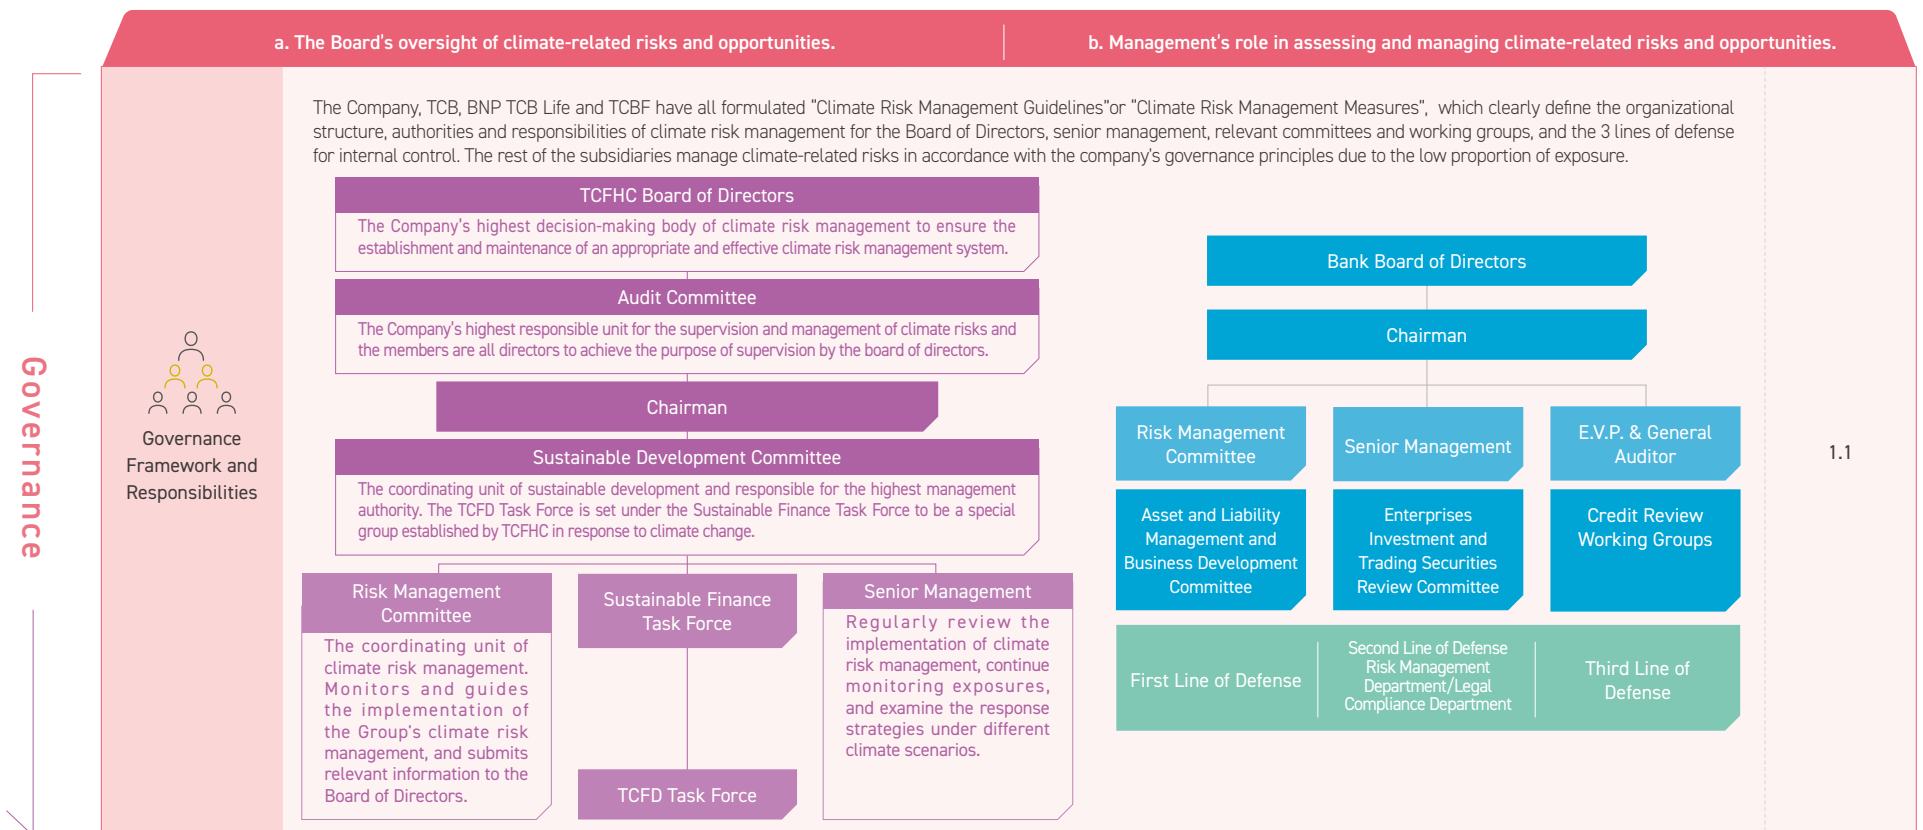 a. The Board's oversight of climate-related risks and opportunities.
b. Management's role in assessing and managing climate-related risks and opportunities.
Governance
Governance
Framework and
Responsibilities
The Company, TCB, BNP TCB Life and TCBF have all formulated “Climate Risk Management Guidelines”or “Climate Risk Management Measures”, which clearly define the organizational
structure, authorities and responsibilities of climate risk management for the Board of Directors, senior management, relevant committees and working groups, and the 3 lines of defense
for internal control. The rest of the subsidiaries manage climate-related risks in accordance with the company's governance principles due to the low proportion of exposure.
TCFHC Board of Directors
The Company's highest decision-making body of climate risk management to ensure the
establishment and maintenance of an appropriate and effective climate risk management system.
Audit Committee
The Company's highest responsible unit for the supervision and management of climate risks and
the members are all directors to achieve the purpose of supervision by the board of directors.
Chairman
Sustainable Development Committee
The coordinating unit of sustainable development and responsible for the highest management
authority. The TCFD Task Force is set under the Sustainable Finance Task Force to be a special
group established by TCFHC in response to climate change.
Risk Management
Committee
The coordinating unit of
climate risk management.
Monitors and guides
the implementation of
the Group's climate risk
management, and submits
relevant information to the
Board of Directors.
Sustainable Finance
Task Force
TCFD Task Force
Senior Management
Regularly review the
implementation of climate
risk management, continue
monitoring exposures,
and examine the response
strategies under different
climate scenarios.
Bank Board of Directors
Chairman
Risk Management
Committee
Senior Management
E.V.P. & General
Auditor
Asset and Liability
Management and
Business Development
Committee
Enterprises
Investment and
Trading Securities
Review Committee
Credit Review
Working Groups
First Line of Defense
Second Line of Defense
Risk Management
Department/Legal
Compliance Department
Third Line of
Defense
1.1